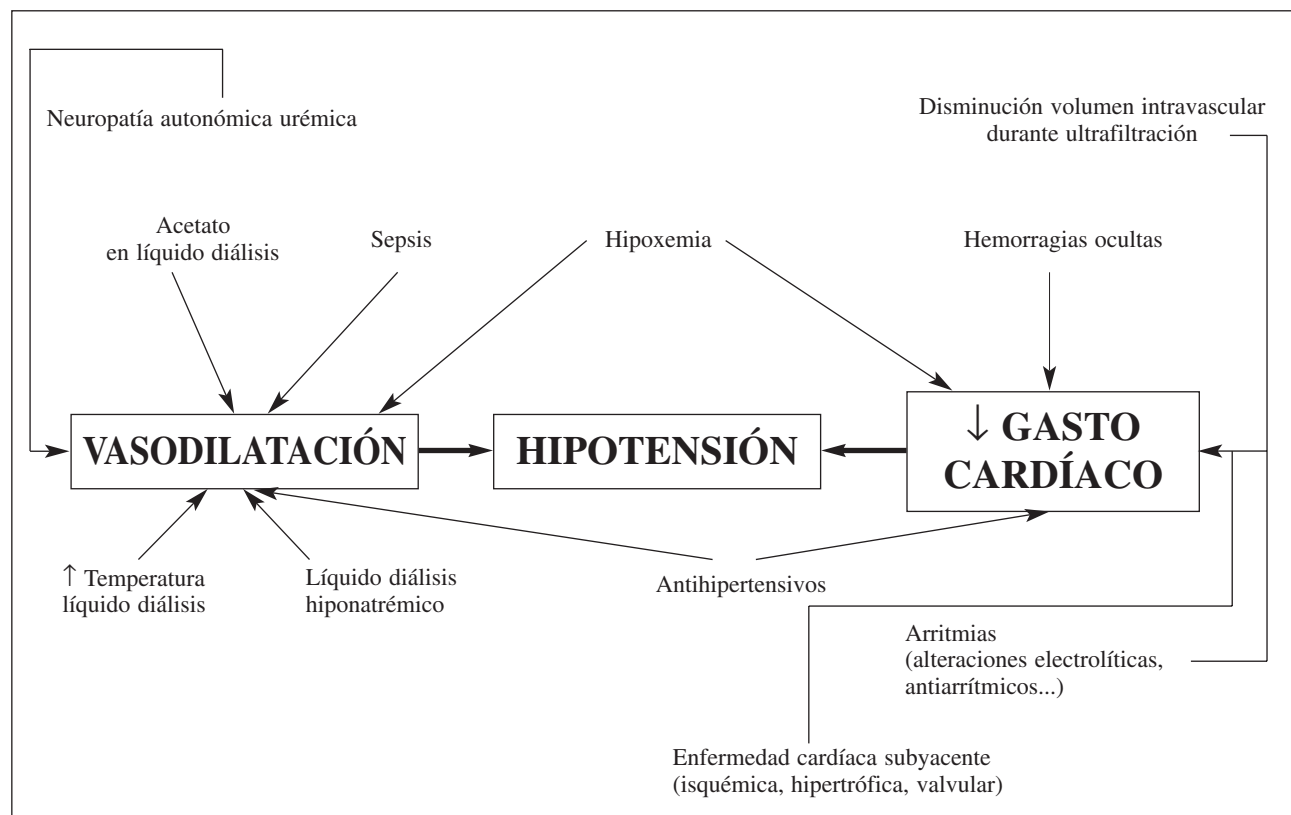 Neuropatía autonómica urémica
Disminución volumen intravascular
durante ultrafiltración
Acetato
en líquido diálisis
Sepsis
Hipoxemia
Hemorragias ocultas
VASODILATACIÓN
HIPOTENSIÓN
↓ GASTO
CARDÍACO
↑ Temperatura
líquido diálisis
Líquido diálisis
hiponatrémico
Antihipertensivos
Arritmias
(alteraciones electrolíticas,
antiarrítmicos...)
Enfermedad cardíaca subyacente
(isquémica, hipertrófica, valvular)